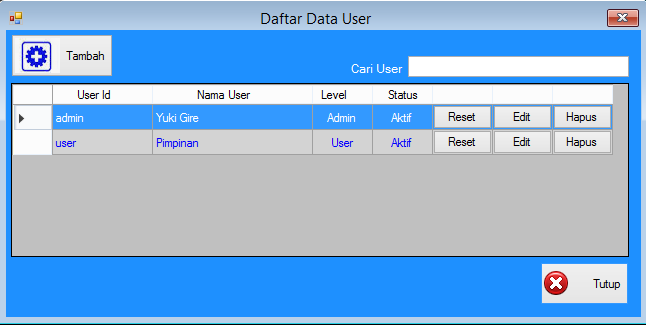 Daftar Data User
Tambah
Cari User
User Id Nama User Level Status
admin Yuki Gire Admin Aktif Reset Edit Hapus
user Pimpinan User Aktif Reset Edit Hapus
Tutup